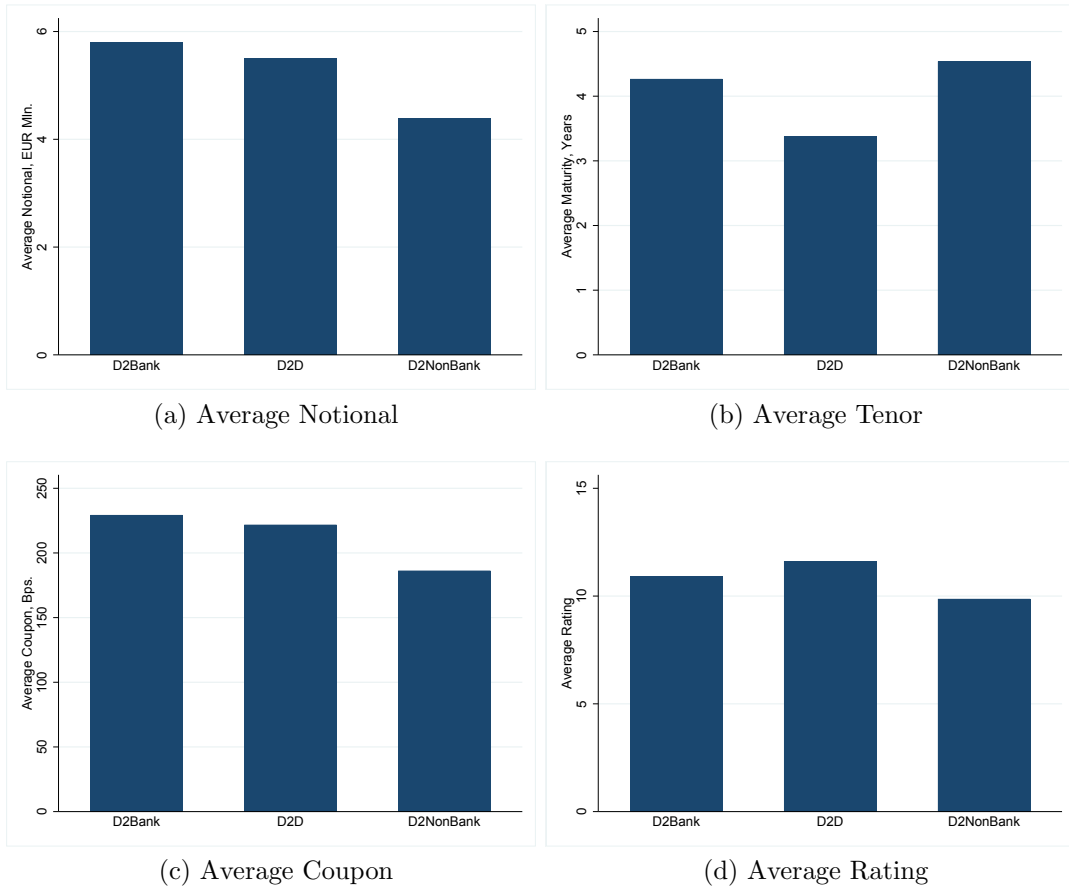 Average Notional, EUR Mln.
6
4
2
0
D2Bank D2D D2NonBank
(a) Average Notional
Average Maturity, Years
5
4
3
2
1
0
D2Bank D2D D2NonBank
(b) Average Tenor
Average Coupon, Bps.
250
200
150
100
50
0
D2Bank D2D D2NonBank
(c) Average Coupon
Average Rating
15
10
5
0
D2Bank D2D D2NonBank
(d) Average Rating